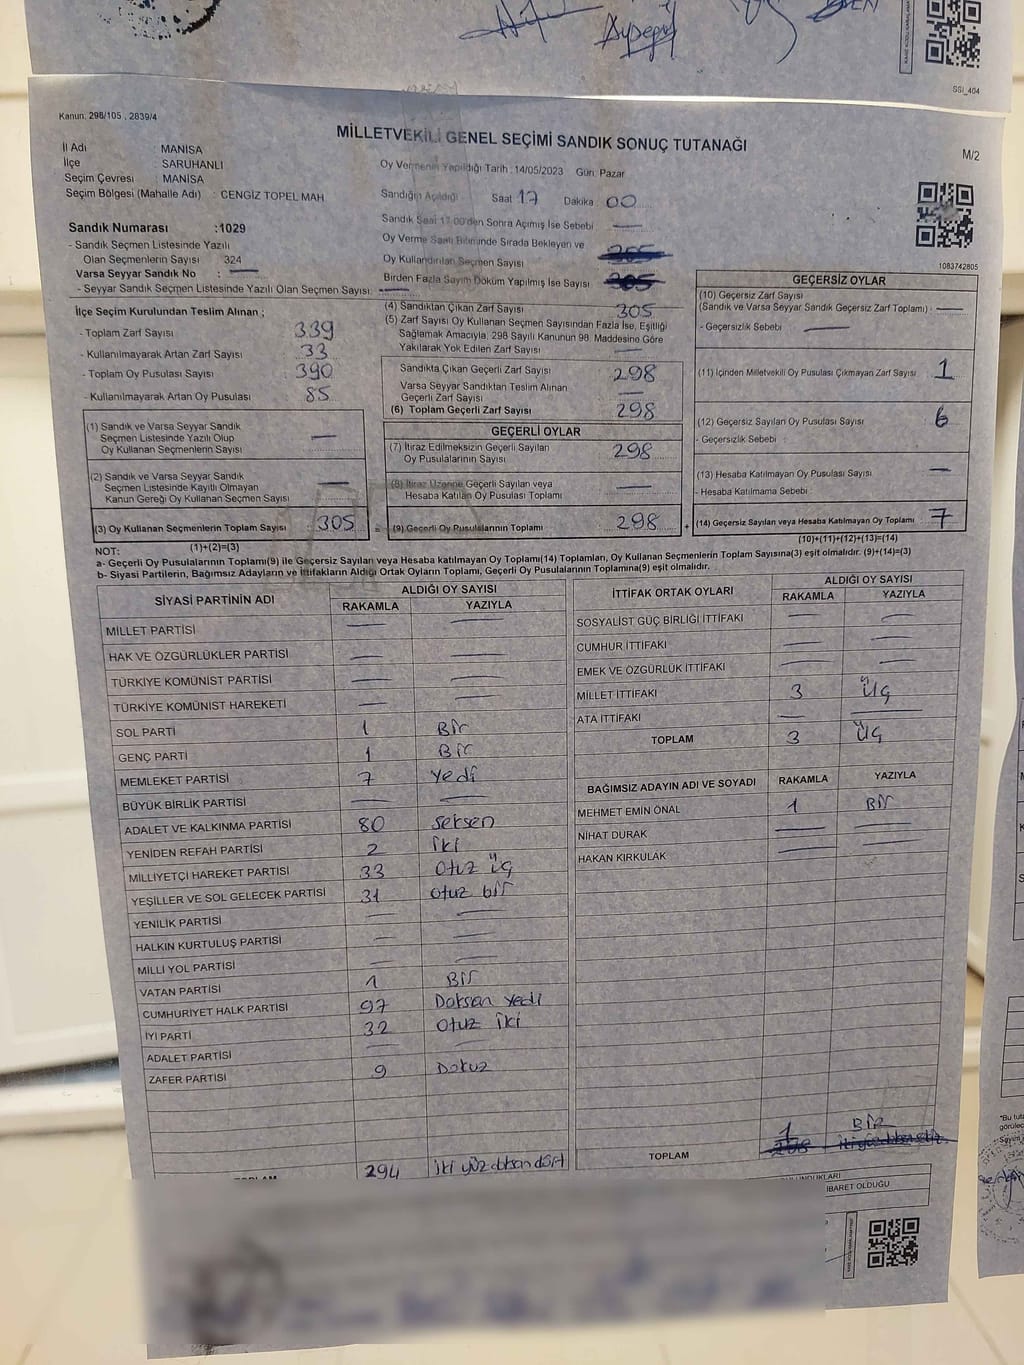 SSI_404
Kanun: 298/105 , 2839/4
MİLLETVEKİLİ GENEL SEÇİMİ SANDIK SONUÇ TUTANAĞI
M/2
İl Adı MANİSA
İlçe SARUHANLI
Seçim Çevresi MANİSA
Seçim Bölgesi (Mahalle Adı) : CENGİZ TOPEL MAH
Oy Vermenin Yapıldığı Tarih : 14/05/2023 Gün: Pazar
Sandığın Açıldığı Saat 17 Dakika 00
Sandık Saat 17.00'den Sonra Açımış İse Sebebi
Oy Verme Saati Bitiminde Sırada Bekleyen ve
Oy Kullandırılan Seçmen Sayısı
Birden Fazla Sayım Döküm Yapılmış İse Sayısı
1083742805
Sandık Numarası :1029
- Sandık Seçmen Listesinde Yazılı
Olan Seçmenlerin Sayısı 324
Varsa Seyyar Sandık No : —
- Seyyar Sandık Seçmen Listesinde Yazılı Olan Seçmen Sayısı: —
İlçe Seçim Kurulundan Teslim Alınan ;
- Toplam Zarf Sayısı : 339
- Kullanılmayarak Artan Zarf Sayısı : 33
- Toplam Oy Pusulası Sayısı : 390
- Kullanılmayarak Artan Oy Pusulası : 85
(1) Sandık ve Varsa Seyyar Sandık
Seçmen Listesinde Yazılı Olup
Oy Kullanan Seçmenlerin Sayısı —
(2) Sandık ve Varsa Seyyar Sandık
Seçmen Listesinde Kayıtlı Olmayan
Kanun Gereği Oy Kullanan Seçmen Sayısı —
(3) Oy Kullanan Seçmenlerin Toplam Sayısı 305
(1)+(2)=(3)
(4) Sandıktan Çıkan Zarf Sayısı 305
(5) Zarf Sayısı Oy Kullanan Seçmen Sayısından Fazla İse, Eşitliği
Sağlamak Amacıyla; 298 Sayılı Kanunun 98. Maddesine Göre
Yakılarak Yok Edilen Zarf Sayısı —
Sandıkta Çıkan Geçerli Zarf Sayısı 298
Varsa Seyyar Sandıktan Teslim Alınan
Geçerli Zarf Sayısı —
(6) Toplam Geçerli Zarf Sayısı 298
GEÇERLİ OYLAR
(7) İtiraz Edilmeksizin Geçerli Sayılan
Oy Pusulalarının Sayısı 298
(8) İtiraz Üzerine Geçerli Sayılan veya
Hesaba Katılan Oy Pusulası Toplamı —
= (9) Geçerli Oy Pusulalarının Toplamı 298
GEÇERSİZ OYLAR
(10) Geçersiz Zarf Sayısı
(Sandık ve Varsa Seyyar Sandık Geçersiz Zarf Toplamı) : —
- Geçersizlik Sebebi : —
(11) İçinden Milletvekili Oy Pusulası Çıkmayan Zarf Sayısı 1
(12) Geçersiz Sayılan Oy Pusulası Sayısı 6
- Geçersizlik Sebebi :
(13) Hesaba Katılmayan Oy Pusulası Sayısı —
- Hesaba Katılmama Sebebi :
+ (14) Geçersiz Sayılan veya Hesaba Katılmayan Oy Toplamı 7
(10)+(11)+(12)+(13)=(14)
NOT:
a- Geçerli Oy Pusulalarının Toplamı(9) ile Geçersiz Sayılan veya Hesaba katılmayan Oy Toplamı(14) Toplamları, Oy Kullanan Seçmenlerin Toplam Sayısına(3) eşit olmalıdır. (9)+(14)=(3)
b- Siyasi Partilerin, Bağımsız Adayların ve İttifakların Aldığı Ortak Oyların Toplamı, Geçerli Oy Pusulalarının Toplamına(9) eşit olmalıdır.
SİYASİ PARTİNİN ADI ALDIĞI OY SAYISI
RAKAMLA YAZIYLA
MİLLET PARTİSİ — —
HAK VE ÖZGÜRLÜKLER PARTİSİ — —
TÜRKİYE KOMÜNİST PARTİSİ — —
TÜRKİYE KOMÜNİST HAREKETİ — —
SOL PARTİ 1 Bir
GENÇ PARTİ 1 Bir
MEMLEKET PARTİSİ 7 Yedi
BÜYÜK BİRLİK PARTİSİ — —
ADALET VE KALKINMA PARTİSİ 80 Seksen
YENİDEN REFAH PARTİSİ 2 İki
MİLLİYETÇİ HAREKET PARTİSİ 33 Otuz üç
YEŞİLLER VE SOL GELECEK PARTİSİ 31 Otuz bir
YENİLİK PARTİSİ — —
HALKIN KURTULUŞ PARTİSİ — —
MİLLİ YOL PARTİSİ — —
VATAN PARTİSİ 1 Bir
CUMHURİYET HALK PARTİSİ 97 Doksan yedi
İYİ PARTİ 32 Otuz iki
ADALET PARTİSİ — —
ZAFER PARTİSİ 9 Dokuz
294 İki yüz doksan dört
İTTİFAK ORTAK OYLARI ALDIĞI OY SAYISI
RAKAMLA YAZIYLA
SOSYALİST GÜÇ BİRLİĞİ İTTİFAKI — —
CUMHUR İTTİFAKI — —
EMEK VE ÖZGÜRLÜK İTTİFAKI — —
MİLLET İTTİFAKI 3 Üç
ATA İTTİFAKI — —
TOPLAM 3 Üç
BAĞIMSIZ ADAYIN ADI VE SOYADI RAKAMLA YAZIYLA
MEHMET EMİN ÖNAL 1 Bir
NİHAT DURAK — —
HAKAN KIRKULAK — —
TOPLAM 1 BİR
İBARET OLDUĞU